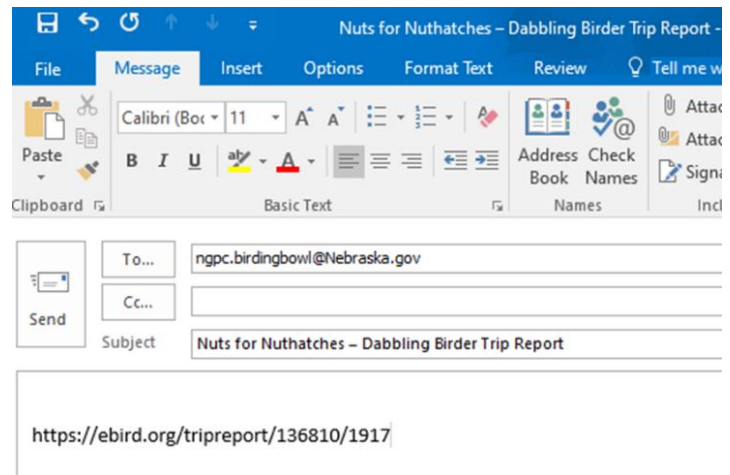 Nuts for Nuthatches – Dabbling Birder Trip Report -
File Message Insert Options Format Text Review Tell me w
Calibri (Boc 11 A A Attac
Paste B I U aby A Address Book Check Names Attac
Signa
Clipboard Basic Text Names Incl
To... ngpc.birdingbowl@Nebraska.gov
Cc...
Send
Subject Nuts for Nuthatches – Dabbling Birder Trip Report
https://ebird.org/tripreport/136810/1917